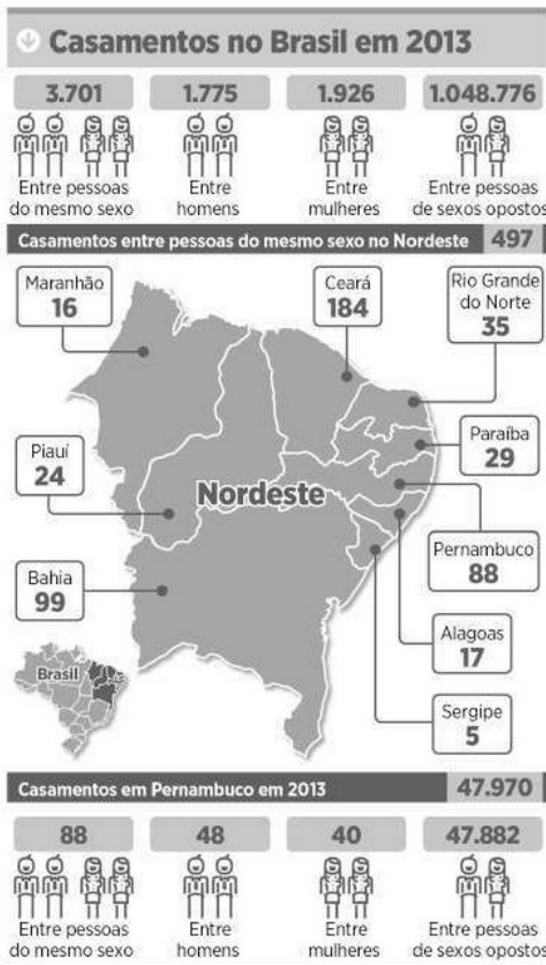 Casamentos no Brasil em 2013
3.701
1.775
1.926
1.048.776
Entre pessoas
do mesmo sexo
Entre
homens
Entre
mulheres
Entre pessoas
de sexos opostos
Casamentos entre pessoas do mesmo sexo no Nordeste 497
Maranhão
16
Ceará
184
Rio Grande
do Norte
35
Paraíba
29
Piauí
24
Nordeste
Pernambuco
88
Bahia
99
Alagoas
17
Brasil
Sergipe
5
Casamentos em Pernambuco em 2013 47.970
88
48
40
47.882
Entre pessoas
do mesmo sexo
Entre
homens
Entre
mulheres
Entre pessoas
de sexos opostos